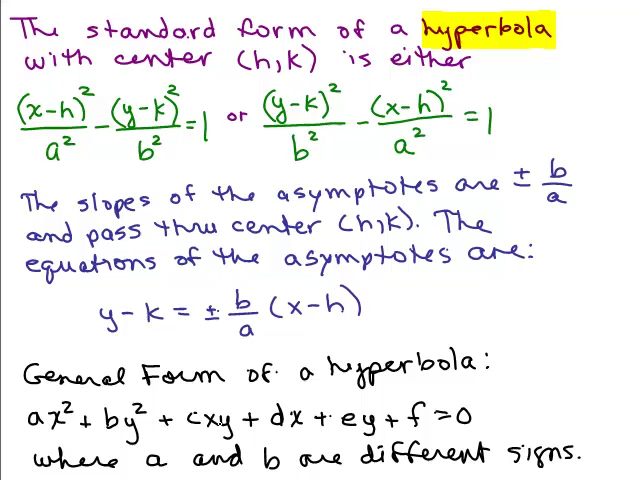 The standard form of a hyperbola
with center (h,k) is either
(x-h)²/a² - (y-k)²/b² = 1 or (y-k)²/b² - (x-h)²/a² = 1
The slopes of the asymptotes are ± b/a
and pass thru center (h,k). The
equations of the asymptotes are:
y-k = ± b/a (x-h)
General Form of a hyperbola:
ax² + by² + cxy + dx + ey + f = 0
where a and b are different signs.